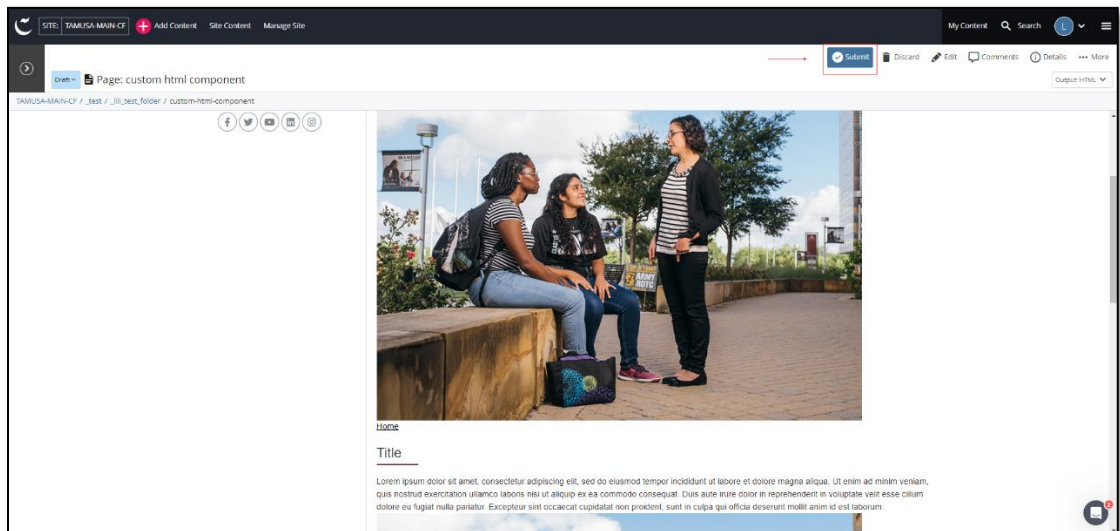 SITE: TAMUSA-MAIN-CF Add Content Site Content Manage Site My Content Search L
Submit Discard Edit Comments Details More
Draft Page: custom html component Output: HTML
TAMUSA-MAIN-CF / _test / _lili_test_folder / custom-html-component
ARMY
ROTC
Home
Title
Lorem ipsum dolor sit amet, consectetur adipiscing elit, sed do eiusmod tempor incididunt ut labore et dolore magna aliqua. Ut enim ad minim veniam,
quis nostrud exercitation ullamco laboris nisi ut aliquip ex ea commodo consequat. Duis aute irure dolor in reprehenderit in voluptate velit esse cillum
dolore eu fugiat nulla pariatur. Excepteur sint occaecat cupidatat non proident, sunt in culpa qui officia deserunt mollit anim id est laborum.